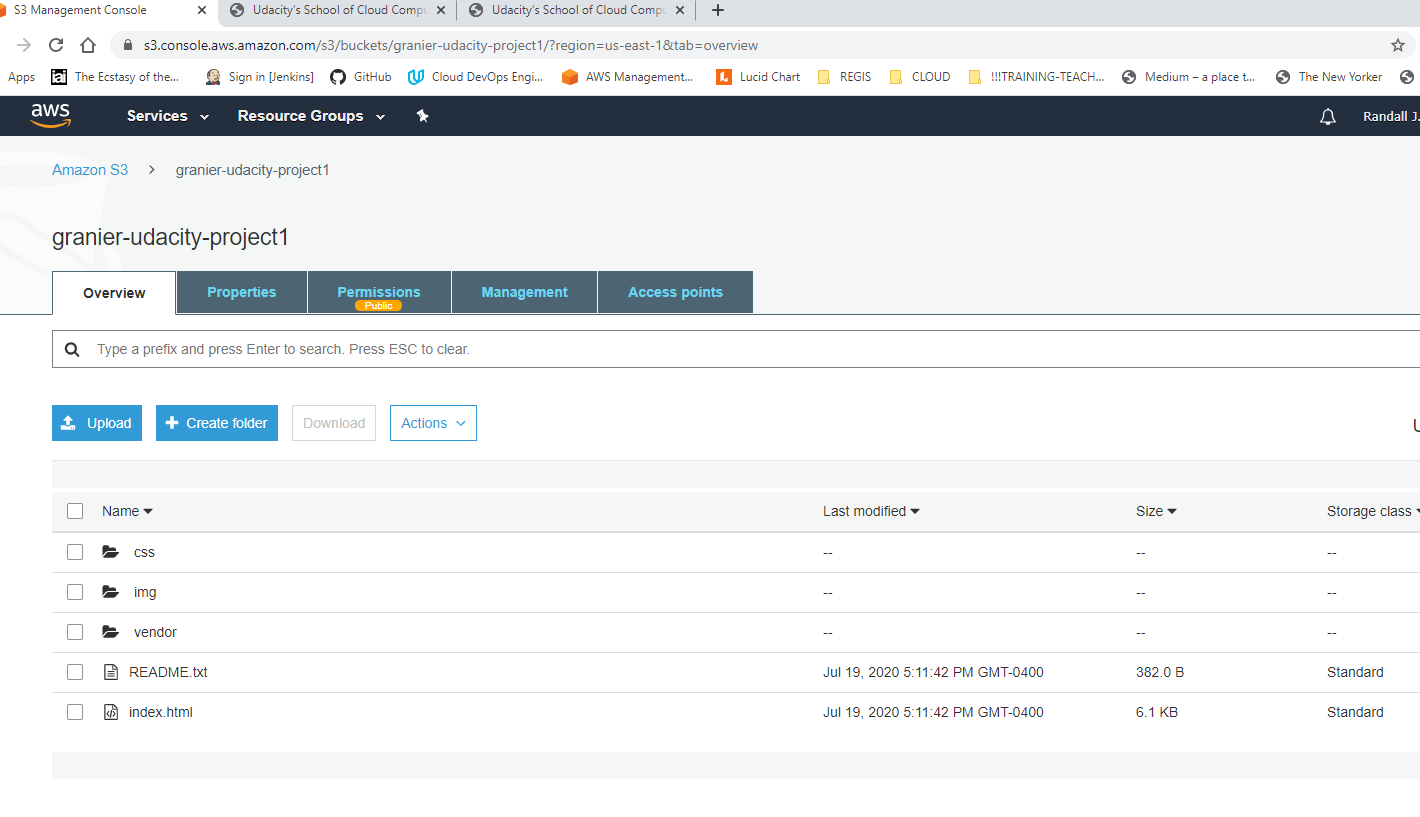 S3 Management Console Udacity's School of Cloud Compu Udacity's School of Cloud Compu
s3.console.aws.amazon.com/s3/buckets/granier-udacity-project1/?region=us-east-1&tab=overview
Apps The Ecstasy of the... Sign in [Jenkins] GitHub Cloud DevOps Engi... AWS Management... Lucid Chart REGIS CLOUD !!!TRAINING-TEACH... Medium – a place t... The New Yorker
aws Services Resource Groups Randall J.
Amazon S3 > granier-udacity-project1
granier-udacity-project1
Overview Properties Permissions Management Access points
Public
Type a prefix and press Enter to search. Press ESC to clear.
Upload Create folder Download Actions
Name Last modified Size Storage class
css -- -- --
img -- -- --
vendor -- -- --
README.txt Jul 19, 2020 5:11:42 PM GMT-0400 382.0 B Standard
index.html Jul 19, 2020 5:11:42 PM GMT-0400 6.1 KB Standard